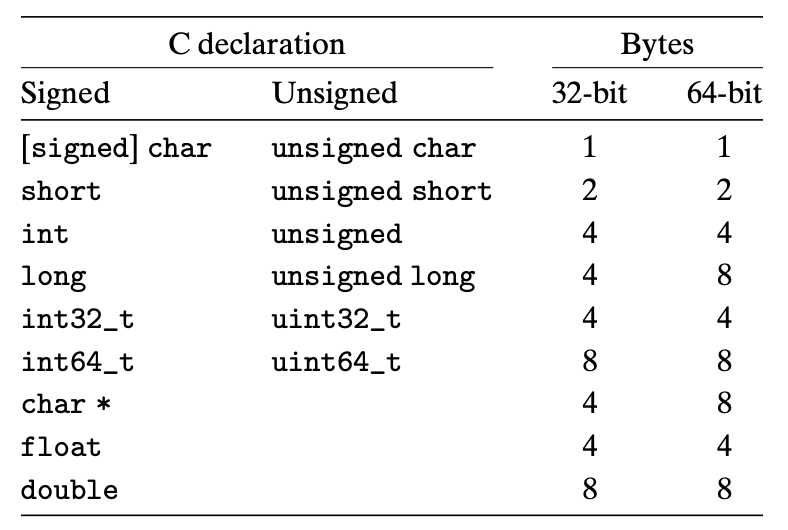 C declaration Bytes
Signed Unsigned 32-bit 64-bit
[signed] char unsigned char 1 1
short unsigned short 2 2
int unsigned 4 4
long unsigned long 4 8
int32_t uint32_t 4 4
int64_t uint64_t 8 8
char * 4 8
float 4 4
double 8 8